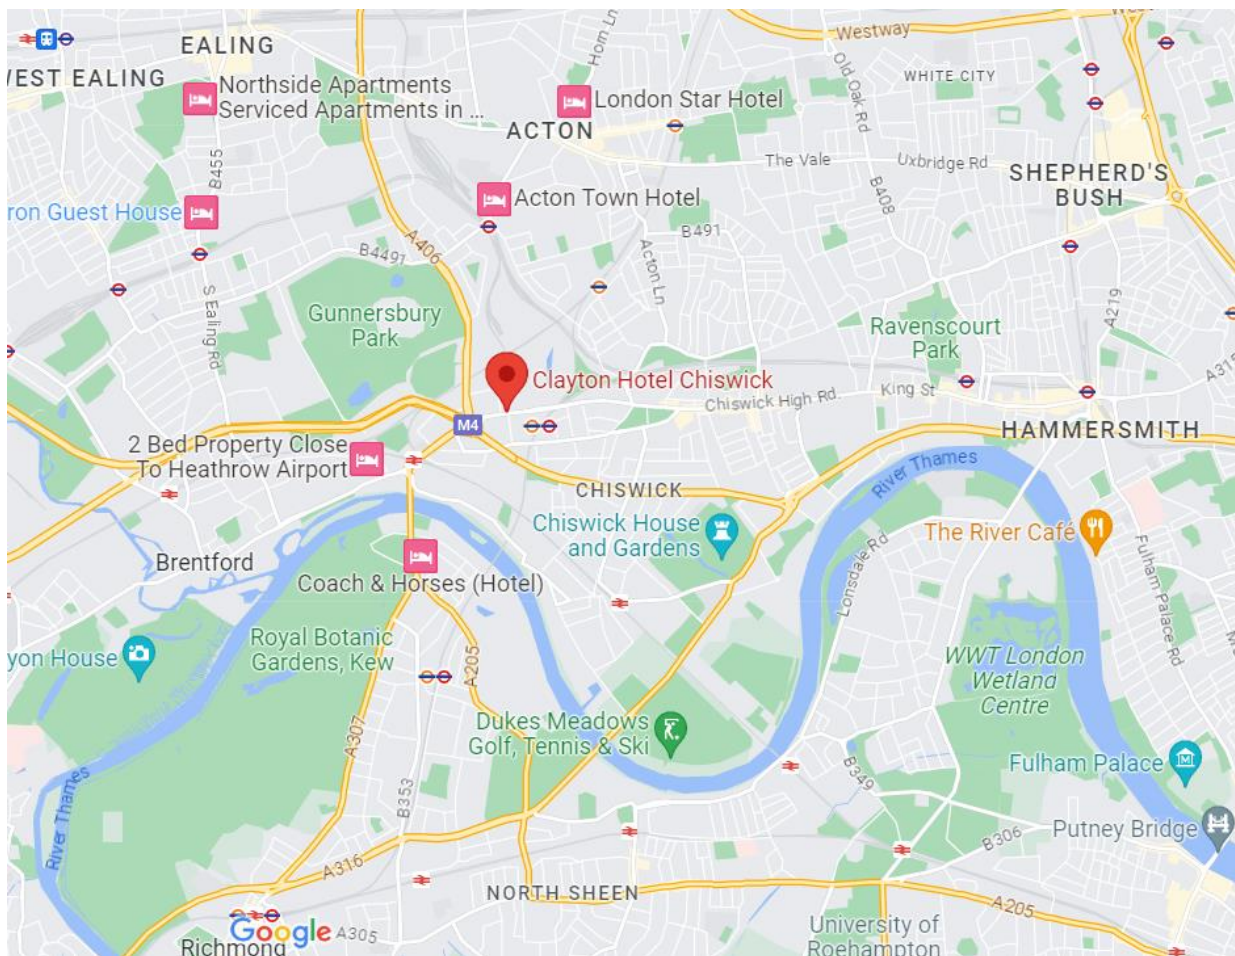 Westway
EALING
WEST EALING
Horn Ln
Old Oak Rd
WHITE CITY
Northside Apartments
Serviced Apartments in ...
London Star Hotel
ACTON
B455
The Vale
Uxbridge Rd
SHEPHERD'S
BUSH
B408
ron Guest House
Acton Town Hotel
B491
A406
B4491
Acton Ln
S Ealing Rd
A219
Gunnersbury
Park
Ravenscourt
Park
A315
Clayton Hotel Chiswick
King St
Chiswick High Rd.
M4
HAMMERSMITH
2 Bed Property Close
To Heathrow Airport
River Thames
CHISWICK
Chiswick House
and Gardens
The River Café
Lonsdale Rd
Fulham Palace Rd
Brentford
Coach & Horses (Hotel)
Royal Botanic
Gardens, Kew
A205
yon House
WWT London
Wetland
Centre
Dukes Meadows
Golf, Tennis & Ski
A307
B353
B349
Fulham Palace
River Thames
Putney Bridge
B306
A316
NORTH SHEEN
A205
Google
A305
Richmond
University of
Roehampton